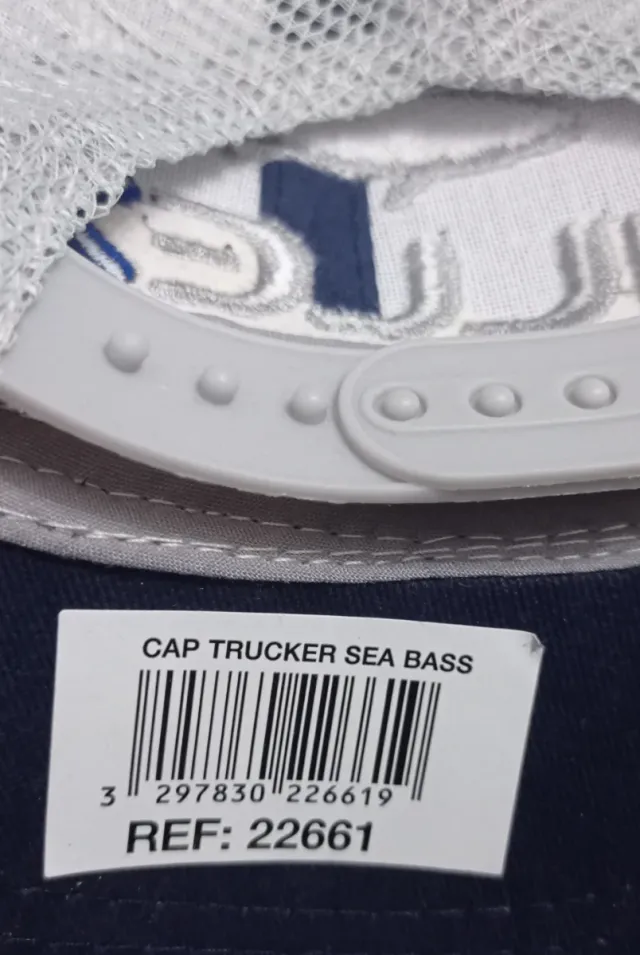 CAP TRUCKER SEA BASS
3 297830 226619
REF: 22661